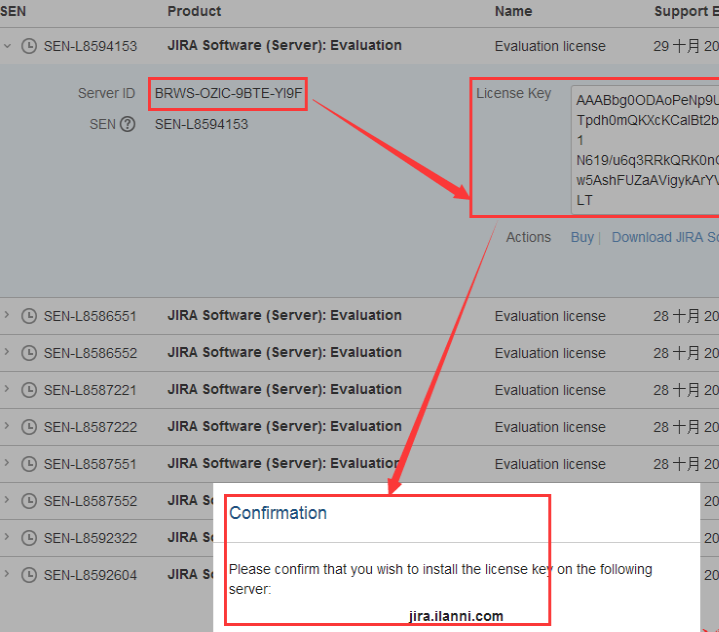 SEN Product Name Support E
SEN-L8594153 JIRA Software (Server): Evaluation Evaluation license 29 十月 20
Server ID BRWS-OZIC-9BTE-YI9F
SEN ? SEN-L8594153
License Key
AAABbg0ODAoPeNp9U
Tpdh0mQKXcKCalBt2b
1
N619/u6q3RRkQRK0n
w5AshFUZaAVigykArYV
LT
Actions Buy | Download JIRA So
SEN-L8586551 JIRA Software (Server): Evaluation Evaluation license 28 十月 20
SEN-L8586552 JIRA Software (Server): Evaluation Evaluation license 28 十月 20
SEN-L8587221 JIRA Software (Server): Evaluation Evaluation license 28 十月 20
SEN-L8587222 JIRA Software (Server): Evaluation Evaluation license 28 十月 20
SEN-L8587551 JIRA Software (Server): Evaluation Evaluation license 28 十月 20
SEN-L8587552 JIRA So 20
SEN-L8592322 JIRA So 20
SEN-L8592604 JIRA So 20
Confirmation
Please confirm that you wish to install the license key on the following
server:
jira.ilanni.com